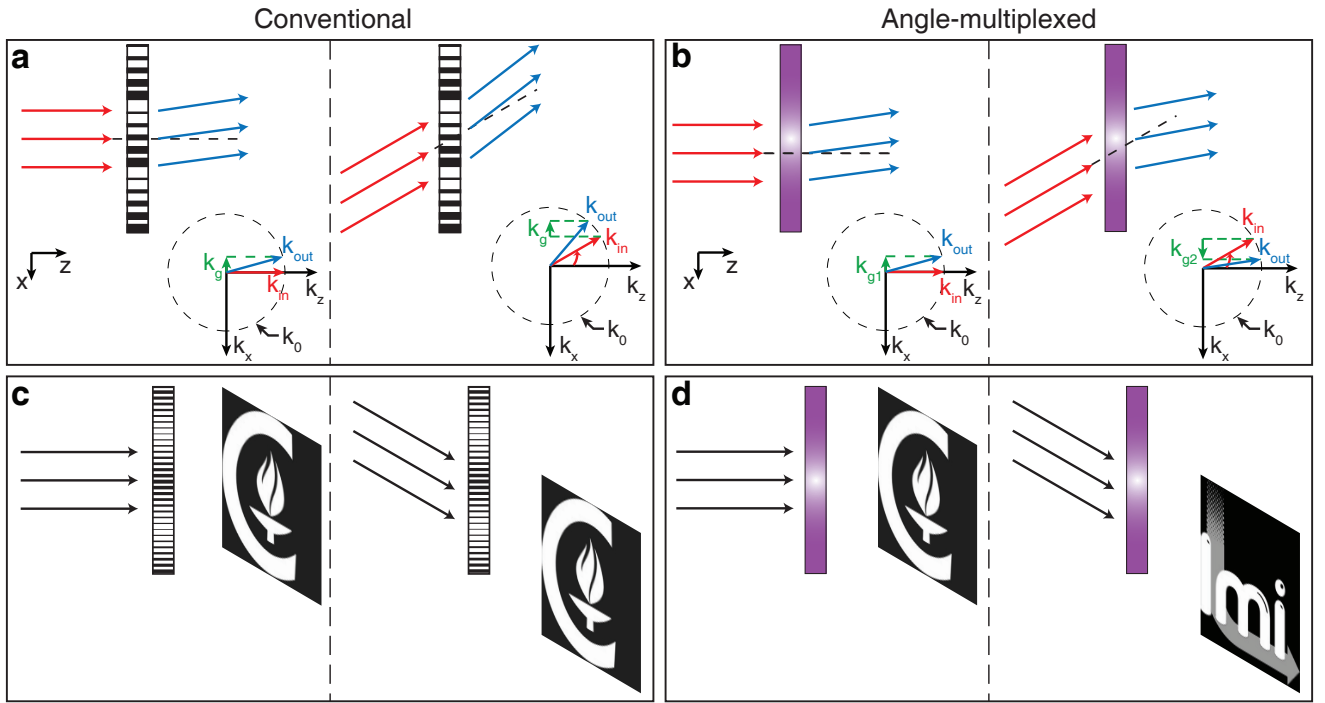 Conventional
Angle-multiplexed
a
x
z
k_g
k_out
k_in
k_z
k_0
k_x
k_g
k_out
k_in
k_z
k_0
k_x
b
x
z
k_g1
k_out
k_in
k_z
k_0
k_x
k_in
k_g2
k_out
k_z
k_0
k_x
c
d
lmi